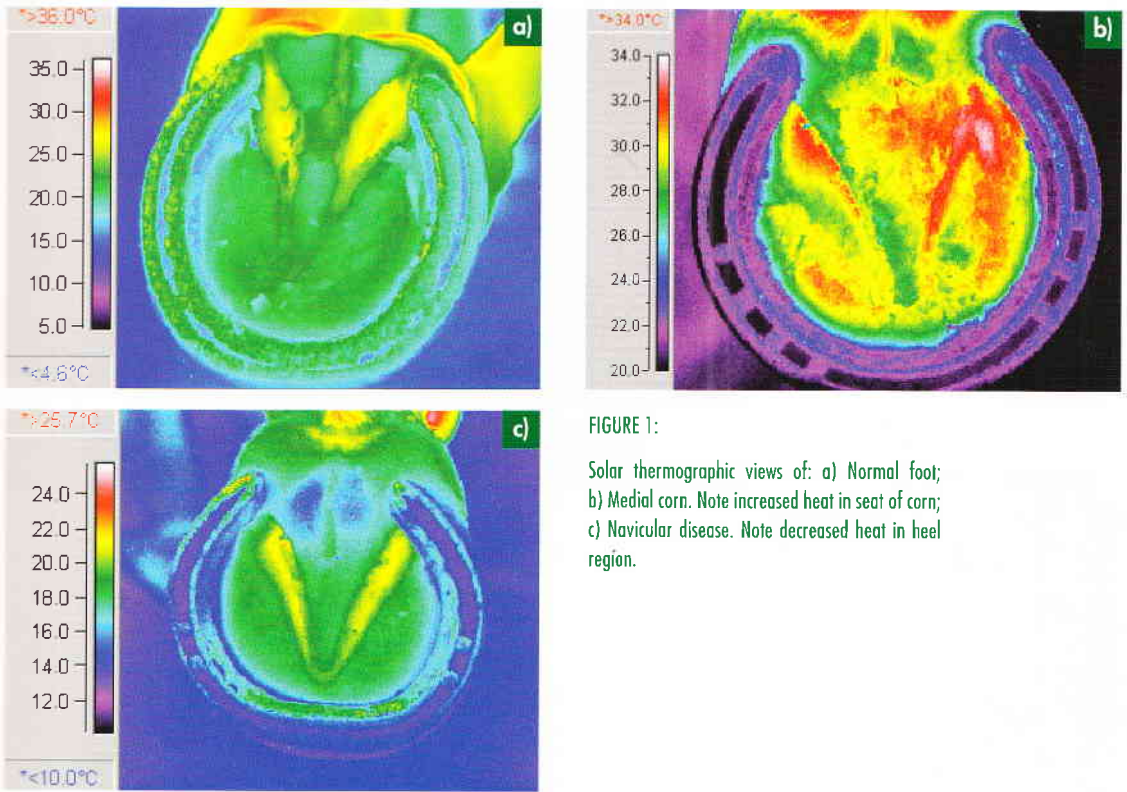 *>36.0°C
a)
35.0
30.0
25.0
20.0
15.0
10.0
5.0
*<4.6°C
*>34.0°C
b)
34.0
32.0
30.0
28.0
26.0
24.0
22.0
20.0
*>25.7°C
c)
24.0
22.0
20.0
18.0
16.0
14.0
12.0
*<10.0°C
FIGURE 1:
Solar thermographic views of: a) Normal foot;
b) Medial corn. Note increased heat in seat of corn;
c) Navicular disease. Note decreased heat in heel
region.